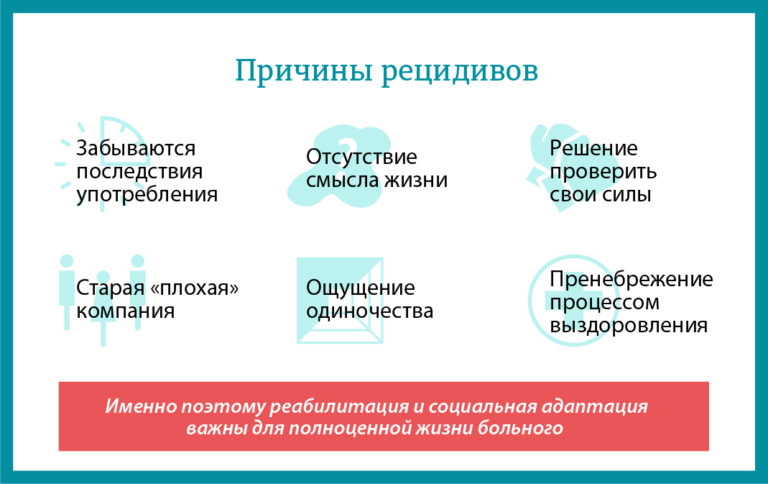 Причины рецидивов
Забываются
последствия
употребления
Отсутствие
смысла жизни
Решение
проверить
свои силы
Старая «плохая»
компания
Ощущение
одиночества
Пренебрежение
процессом
выздоровления
Именно поэтому реабилитация и социальная адаптация
важны для полноценной жизни больного